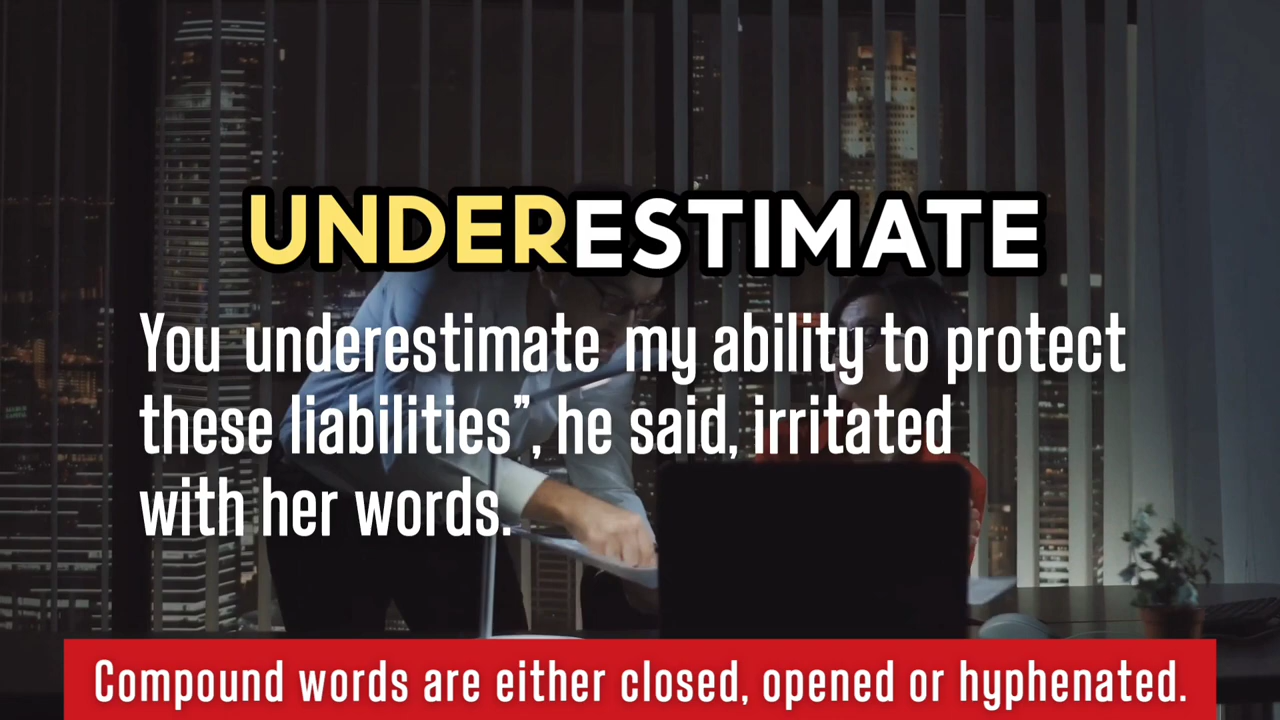 UNDERESTIMATE
You underestimate my ability to protect
these liabilities”, he said, irritated
with her words.
Compound words are either closed, opened or hyphenated.